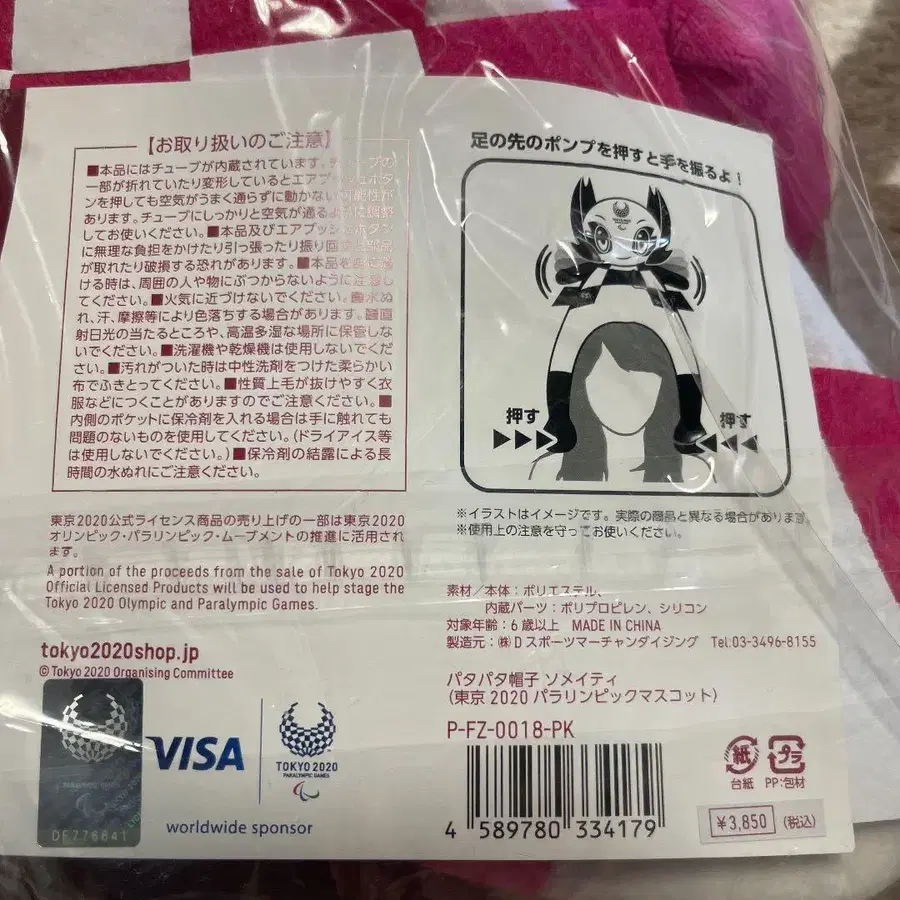 【お取り扱いのご注意】
■本品にはチューブが内蔵されています。チューブの
一部が折れていたり変形しているとエアプッシュボタ
ンを押しても空気がうまく通らずに動かない可能性が
あります。チューブにしっかりと空気が通るように調整
してお使いください。■本品及びエアプッシュボタンに
無理な負担をかけたり引っ張ったり振り回すと部品
が取れたり破損する恐れがあります。■本品を身に着
ける時は、周囲の人や物にぶつからないように注意し
てください。■火気に近づけないでください。■水ぬ
れ、汗、摩擦等により色落ちする場合があります。■直
射日光の当たるところや、高温多湿な場所に保管しな
いでください。■洗濯機や乾燥機は使用しないでくだ
さい。■汚れがついた時は中性洗剤をつけた柔らかい
布でふきとってください。■性質上毛が抜けやすく衣
服などにつくことがありますのでご注意ください。■
内側のポケットに保冷剤を入れる場合は手に触れても
問題のないものを使用してください。(ドライアイス等
は使用しないでください。)■保冷剤の結露による長
時間の水ぬれにご注意ください。
東京2020公式ライセンス商品の売り上げの一部は東京2020
オリンピック・パラリンピック・ムーブメントの推進に活用され
ます。
A portion of the proceeds from the sale of Tokyo 2020
Official Licensed Products will be used to help stage the
Tokyo 2020 Olympic and Paralympic Games.
tokyo2020shop.jp
© Tokyo 2020 Organising Committee
DF776841
VISA
TOKYO 2020
PARALYMPIC GAMES
worldwide sponsor
足の先のポンプを押すと手を振るよ！
押す
押す
※イラストはイメージです。実際の商品と異なる場合があります。
※使用上の注意を守ってお使いください。
素材／本体：ポリエステル、
内蔵パーツ：ポリプロピレン、シリコン
対象年齢：6歳以上 MADE IN CHINA
製造元：㈱Dスポーツマーチャンダイジング Tel.03-3496-8155
パタパタ帽子 ソメイティ
（東京2020パラリンピックマスコット）
P-FZ-0018-PK
4 589780 334179
紙
台紙
プラ
PP:包材
¥3,850 (税込)